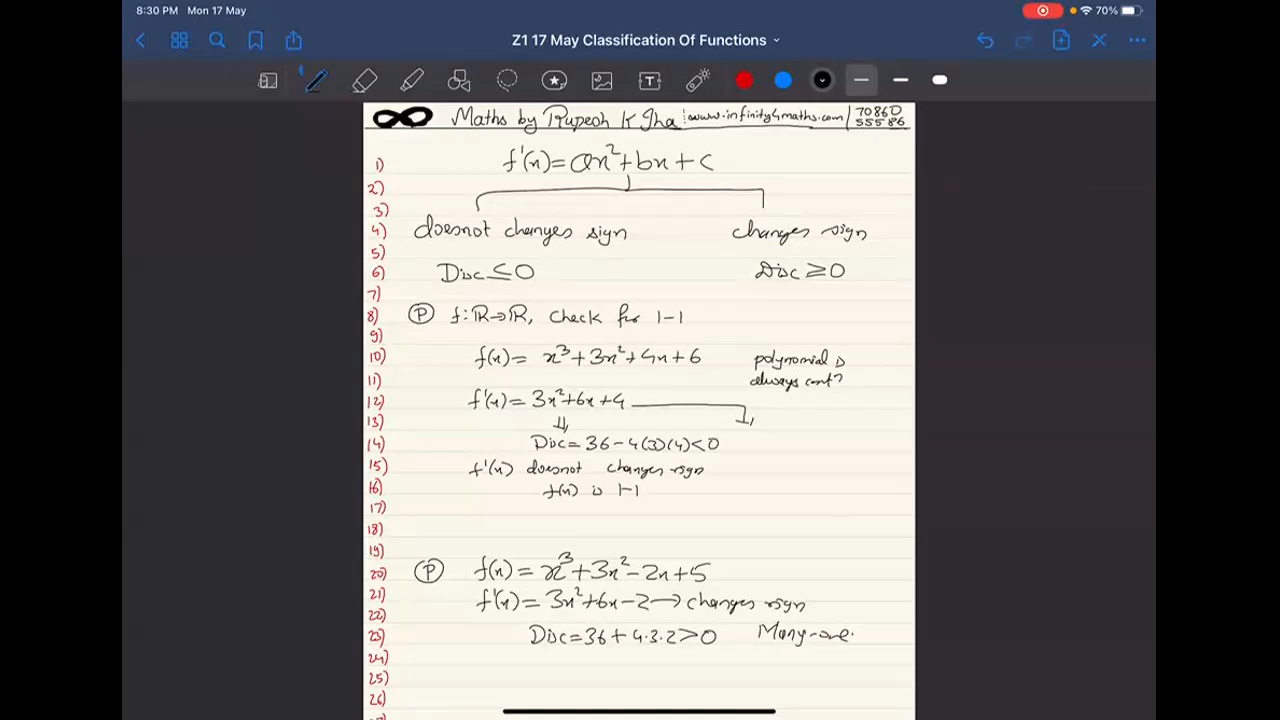 8:30 PM Mon 17 May
70%
Z1 17 May Classification Of Functions
Maths by Rupesh K Jha www.infinity4maths.com 70860 55586
1) f'(x) = ax²+bx+c
2)
3)
4) doesnot changes sign changes sign
5)
6) Disc ≤ 0 Disc ≥ 0
7)
8) P f: R→R, check for 1-1
9)
10) f(x) = x³+3x²+4x+6 polynomial is
11) always cont?
12) f'(x) = 3x²+6x+4
13) ⇓
14) Disc = 36-4(3)(4)<0
15) f'(x) doesnot changes sign
16) f(x) is 1-1
17)
18)
19)
20) P f(x) = x³+3x²-2x+5
21) f'(x) = 3x²+6x-2 → changes sign
22)
23) Disc = 36+4.3.2>0 Many-one.
24)
25)
26)